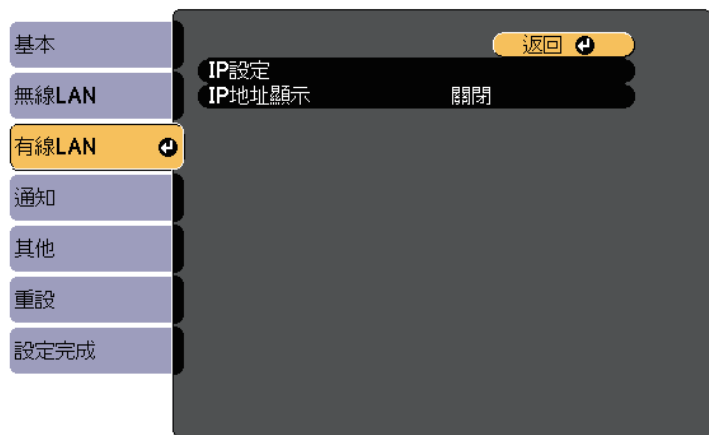 基本
無線LAN
有線LAN
通知
其他
重設
設定完成
返回
IP設定
IP地址顯示 關閉